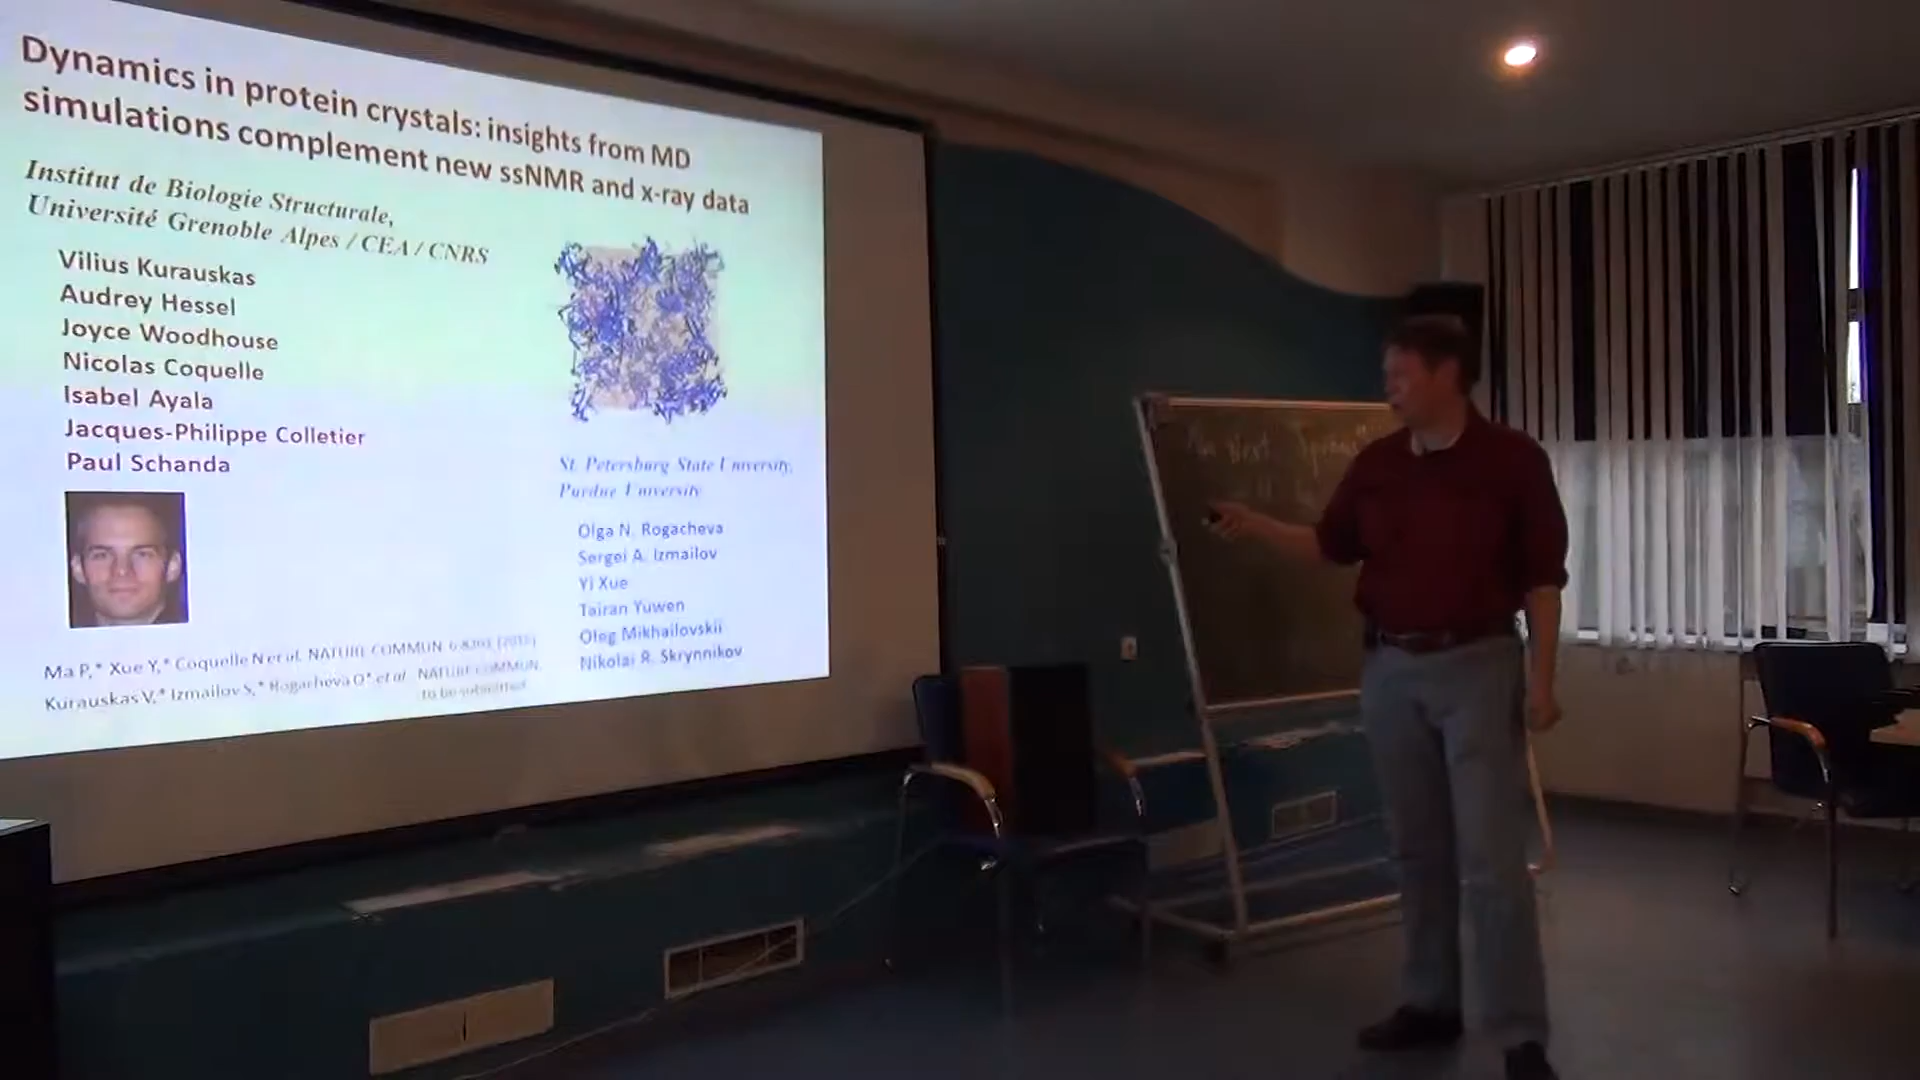 Dynamics in protein crystals: insights from MD
simulations complement new ssNMR and x-ray data
Institut de Biologie Structurale,
Université Grenoble Alpes / CEA / CNRS
Vilius Kurauskas
Audrey Hessel
Joyce Woodhouse
Nicolas Coquelle
Isabel Ayala
Jacques-Philippe Colletier
Paul Schanda
St. Petersburg State University,
Purdue University
Olga N. Rogacheva
Sergei A. Izmailov
Yi Xue
Tairan Yuwen
Oleg Mikhailovskii
Nikolai R. Skrynnikov
Ma P,* Xue Y,* Coquelle N et al. NATURE COMMUN. (2015)
Kurauskas V,* Izmailov S,* Rogacheva O* et al. NATURE COMMUN.
to be submitted